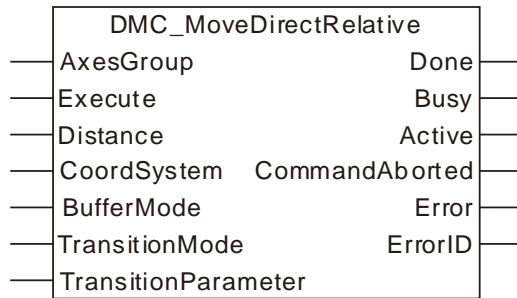 DMC_MoveDirectRelative
AxesGroup Done
Execute Busy
Distance Active
CoordSystem CommandAborted
BufferMode Error
TransitionMode ErrorID
TransitionParameter